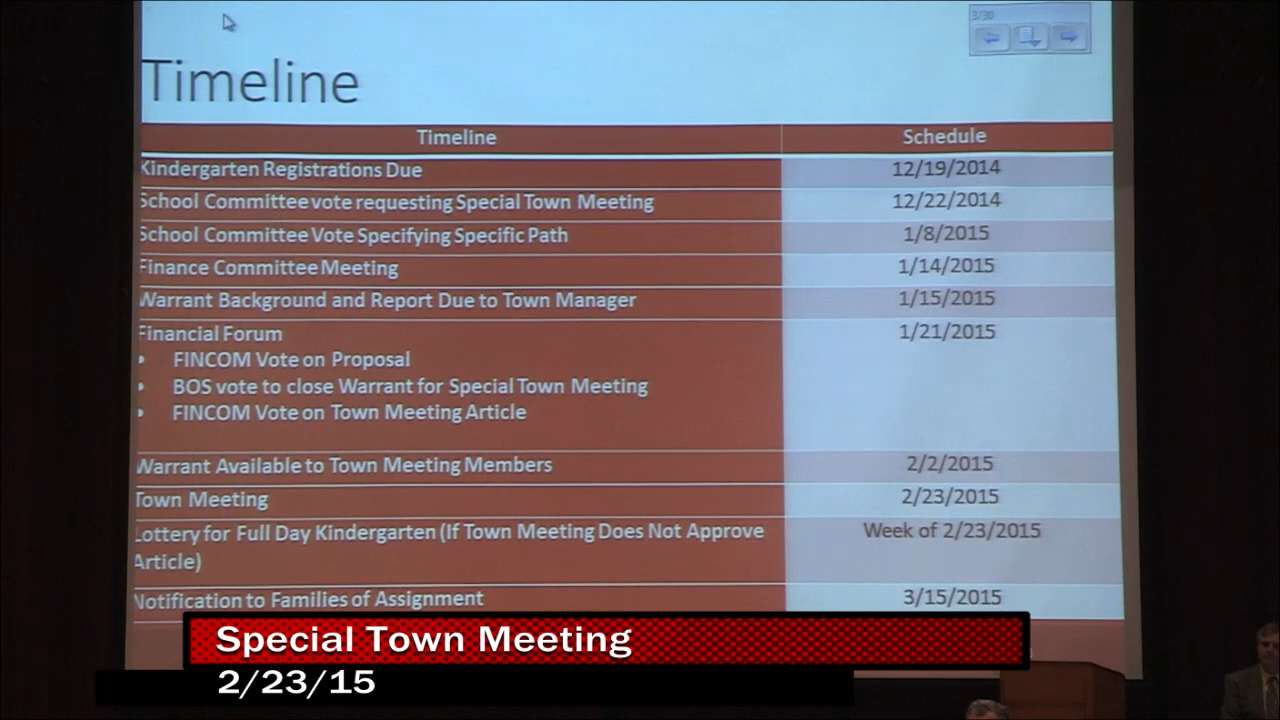 3/30
Timeline
Timeline Schedule
Kindergarten Registrations Due 12/19/2014
School Committee vote requesting Special Town Meeting 12/22/2014
School Committee Vote Specifying Specific Path 1/8/2015
Finance Committee Meeting 1/14/2015
Warrant Background and Report Due to Town Manager 1/15/2015
Financial Forum 1/21/2015
• FINCOM Vote on Proposal
• BOS vote to close Warrant for Special Town Meeting
• FINCOM Vote on Town Meeting Article
Warrant Available to Town Meeting Members 2/2/2015
Town Meeting 2/23/2015
Lottery for Full Day Kindergarten (If Town Meeting Does Not Approve Week of 2/23/2015
Article)
Notification to Families of Assignment 3/15/2015
Special Town Meeting
2/23/15